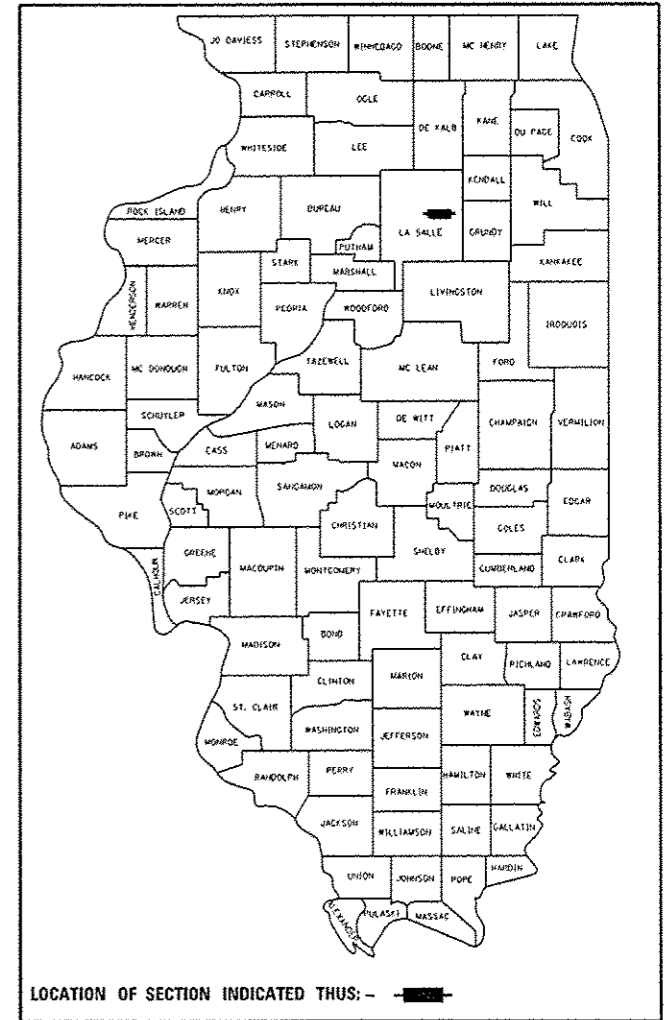 JO DAVIESS STEPHENSON WINNEBAGO BOONE MC HENRY LAKE
CARROLL OGLE DE KALB KANE DU PAGE COOK
WHITESIDE LEE
KENDALL WILL
ROCK ISLAND HENRY BUREAU LA SALLE GRUNDY
MERCER PUTNAM
STARK MARSHALL KANKAKEE
HENDERSON WARREN KNOX PEORIA WOODFORD LIVINGSTON
IROQUOIS
HANCOCK MC DONOUGH FULTON TAZEWELL MC LEAN FORD
MASON
SCHUYLER LOGAN DE WITT CHAMPAIGN VERMILION
ADAMS BROWN CASS MENARD PIATT
MACON
MORGAN SANGAMON DOUGLAS
PIKE SCOTT CHRISTIAN MOULTRIE EDGAR
COLES
GREENE SHELBY
CALHOUN MACOUPIN MONTGOMERY CUMBERLAND CLARK
JERSEY
FAYETTE EFFINGHAM JASPER CRAWFORD
MADISON BOND
CLAY RICHLAND LAWRENCE
CLINTON MARION
ST. CLAIR WAYNE EDWARDS WABASH
MONROE WASHINGTON JEFFERSON
RANDOLPH PERRY HAMILTON WHITE
FRANKLIN
JACKSON WILLIAMSON SALINE GALLATIN
HARDIN
UNION JOHNSON POPE
ALEXANDER PULASKI MASSAC
LOCATION OF SECTION INDICATED THUS: –